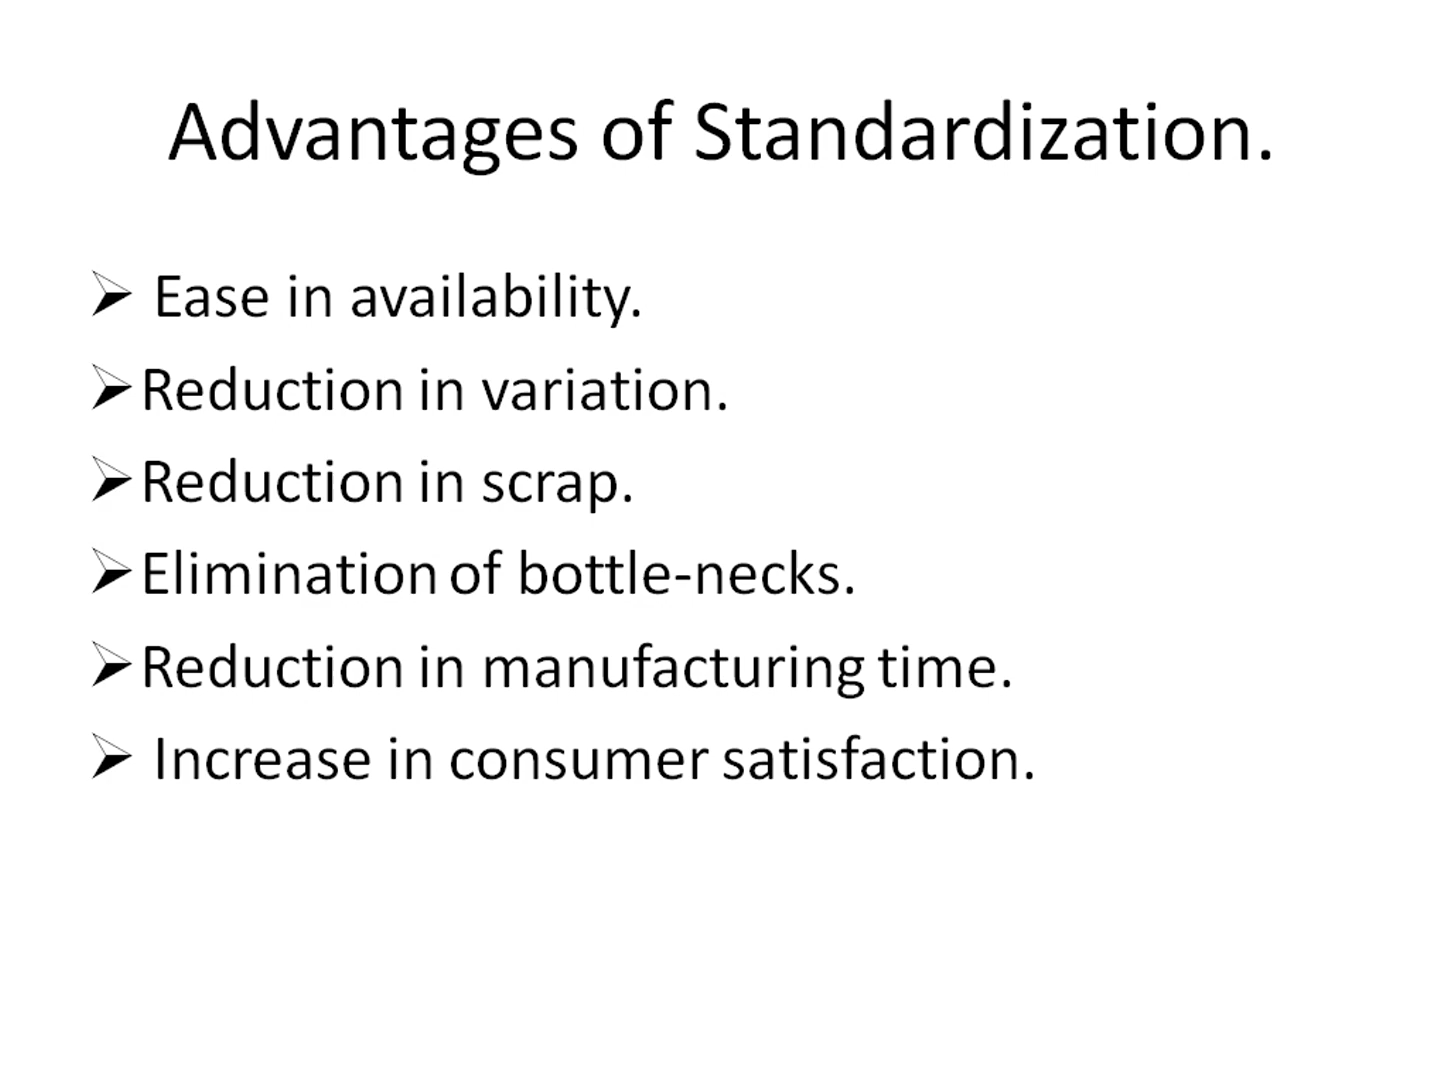 Advantages of Standardization.
➢ Ease in availability.
➢Reduction in variation.
➢Reduction in scrap.
➢Elimination of bottle-necks.
➢Reduction in manufacturing time.
➢ Increase in consumer satisfaction.